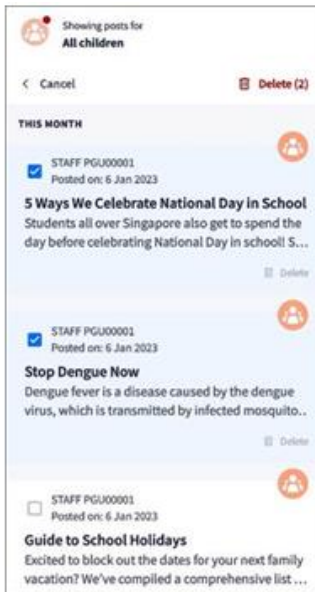 Showing posts for
All children
Cancel
Delete (2)
THIS MONTH
STAFF PGU00001
Posted on: 6 Jan 2023
5 Ways We Celebrate National Day in School
Students all over Singapore also get to spend the
day before celebrating National Day in school! S...
Delete
STAFF PGU00001
Posted on: 6 Jan 2023
Stop Dengue Now
Dengue fever is a disease caused by the dengue
virus, which is transmitted by infected mosquito..
Delete
STAFF PGU00001
Posted on: 6 Jan 2023
Guide to School Holidays
Excited to block out the dates for your next family
vacation? We've compiled a comprehensive list ...